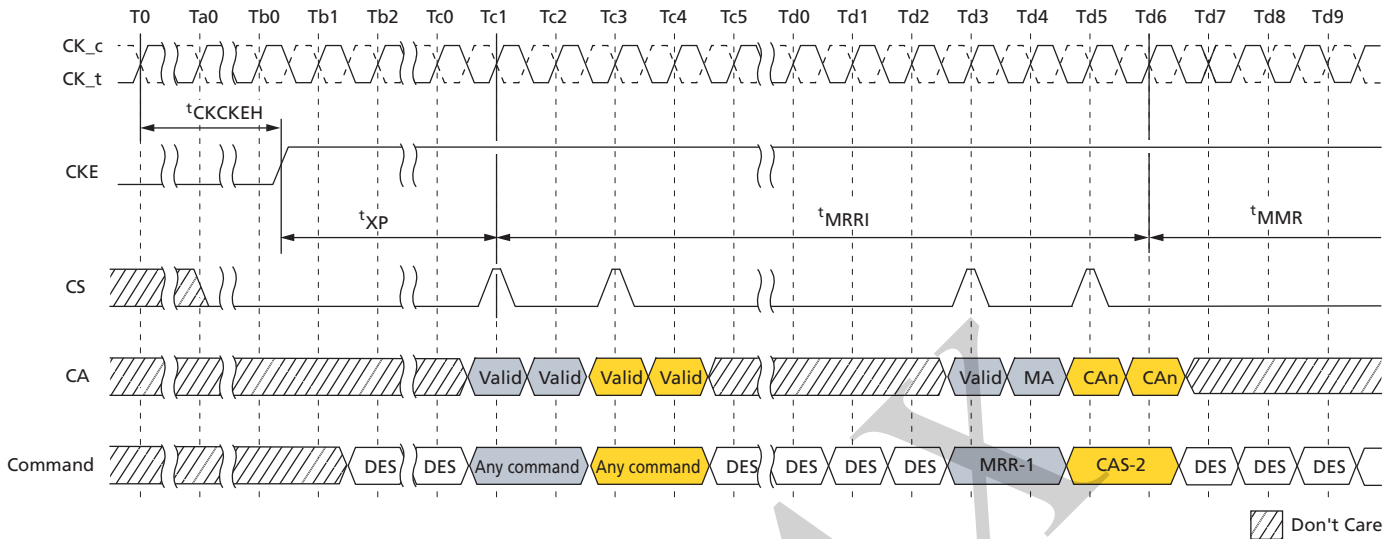 T0 Ta0 Tb0 Tb1 Tb2 Tc0 Tc1 Tc2 Tc3 Tc4 Tc5 Td0 Td1 Td2 Td3 Td4 Td5 Td6 Td7 Td8 Td9
CK_c
CK_t
tCKCKEH
CKE
tXP tMRRI tMMR
CS
CA Valid Valid Valid Valid Valid MA CAn CAn
Command DES DES Any command Any command DES DES DES DES MRR-1 CAS-2 DES DES DES
Don't Care